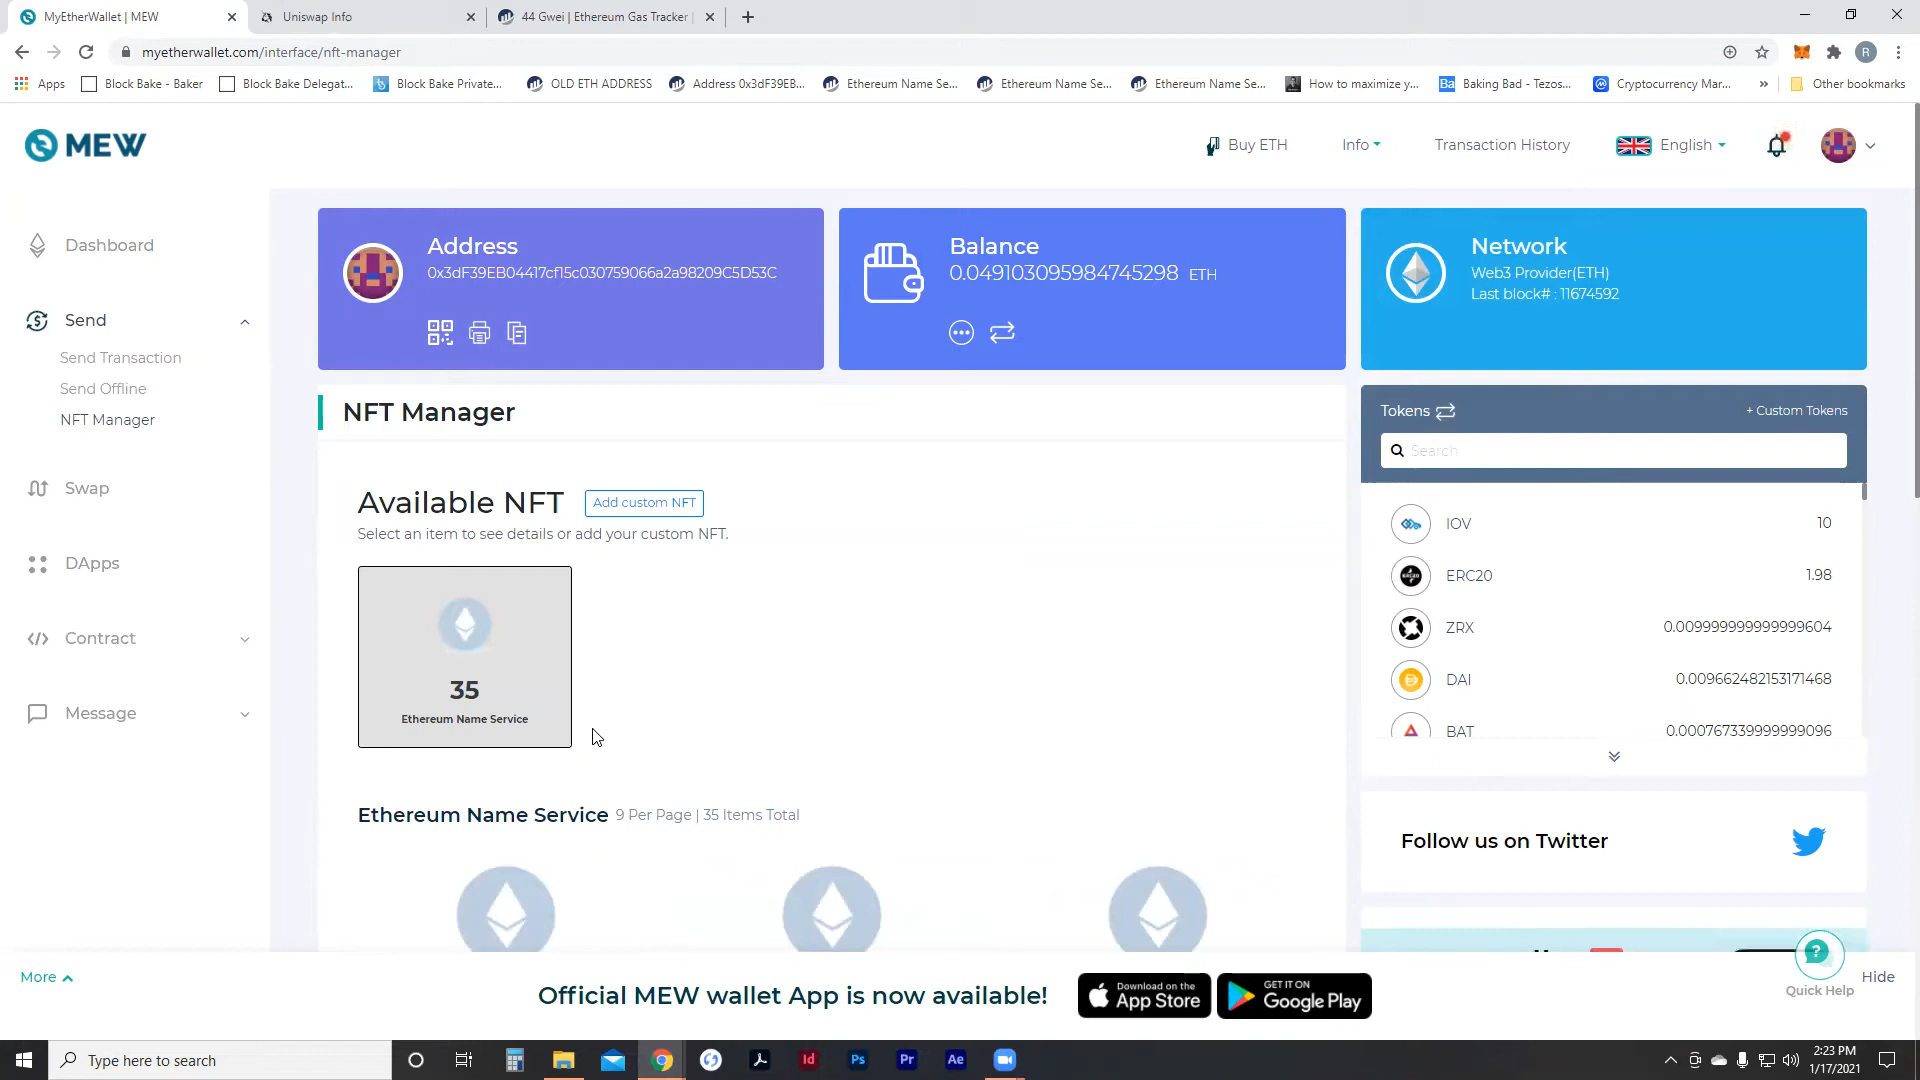 MyEtherWallet | MEW
Uniswap Info
44 Gwei | Ethereum Gas Tracker |
myetherwallet.com/interface/nft-manager
R
Apps
Block Bake - Baker
Block Bake Delegat...
Block Bake Private...
OLD ETH ADDRESS
Address 0x3dF39EB...
Ethereum Name Se...
Ethereum Name Se...
Ethereum Name Se...
How to maximize y...
Ba
Baking Bad - Tezos...
Cryptocurrency Mar...
»
Other bookmarks
MEW
Buy ETH
Info
Transaction History
English
Dashboard
Send
Send Transaction
Send Offline
NFT Manager
Swap
DApps
Contract
Message
Address
0x3dF39EB04417cf15c030759066a2a98209C5D53C
Balance
0.049103095984745298 ETH
Network
Web3 Provider(ETH)
Last block# : 11674592
NFT Manager
Available NFT
Add custom NFT
Select an item to see details or add your custom NFT.
35
Ethereum Name Service
Ethereum Name Service 9 Per Page | 35 Items Total
Tokens
+ Custom Tokens
Search
IOV 10
ERC20 1.98
ZRX 0.009999999999999604
DAI 0.009662482153171468
BAT 0.000767339999999096
Follow us on Twitter
More
Official MEW wallet App is now available!
Download on the
App Store
GET IT ON
Google Play
?
Quick Help
Hide
Type here to search
Id
Ps
Pr
Ae
2:23 PM
1/17/2021